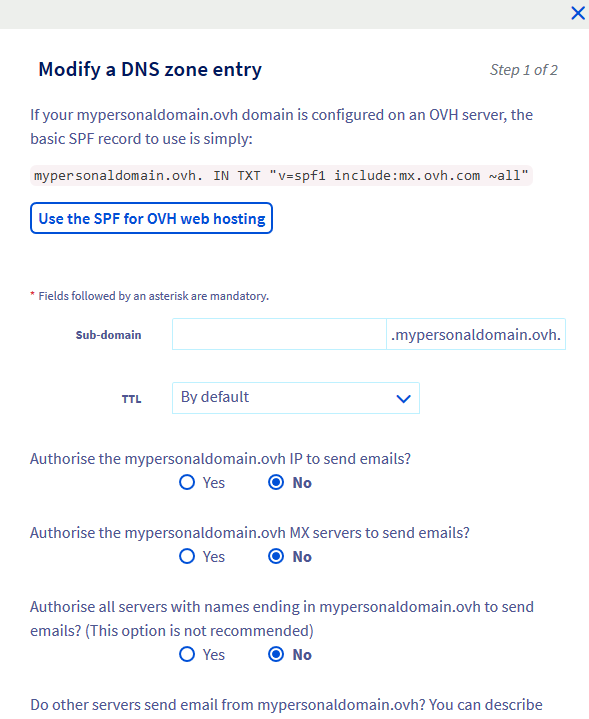 Modify a DNS zone entry
Step 1 of 2
If your mypersonaldomain.ovh domain is configured on an OVH server, the
basic SPF record to use is simply:
mypersonaldomain.ovh. IN TXT "v=spf1 include:mx.ovh.com ~all"
Use the SPF for OVH web hosting
* Fields followed by an asterisk are mandatory.
Sub-domain
.mypersonaldomain.ovh.
TTL
By default
Authorise the mypersonaldomain.ovh IP to send emails?
Yes No
Authorise the mypersonaldomain.ovh MX servers to send emails?
Yes No
Authorise all servers with names ending in mypersonaldomain.ovh to send
emails? (This option is not recommended)
Yes No
Do other servers send email from mypersonaldomain.ovh? You can describe